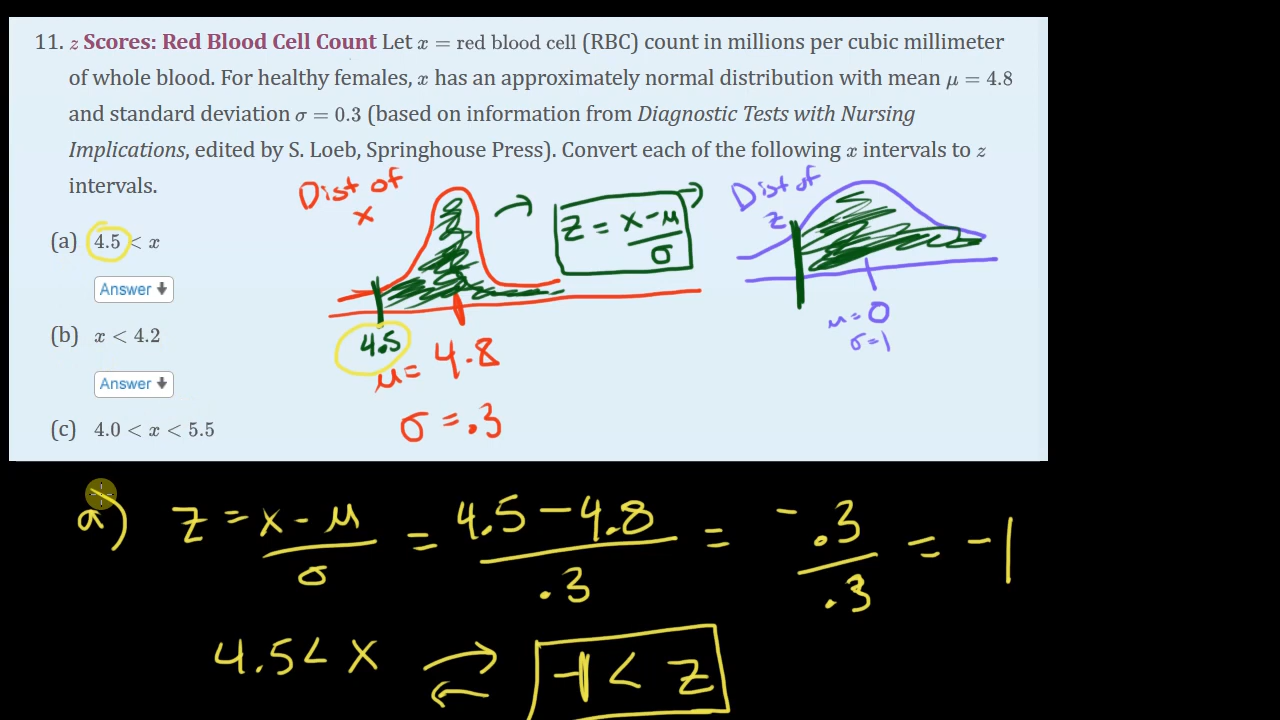 11. z Scores: Red Blood Cell Count Let x = red blood cell (RBC) count in millions per cubic millimeter
of whole blood. For healthy females, x has an approximately normal distribution with mean μ = 4.8
and standard deviation σ = 0.3 (based on information from Diagnostic Tests with Nursing
Implications, edited by S. Loeb, Springhouse Press). Convert each of the following x intervals to z
intervals.
Dist of
x
z = x-μ/σ
Dist of
z
(a) 4.5 < x
Answer
4.5
μ = 4.8
σ = .3
μ = 0
σ = 1
(b) x < 4.2
Answer
(c) 4.0 < x < 5.5
a) z = x - μ/σ = 4.5 - 4.8/.3 = -.3/.3 = -1
4.5 < x ⇄ -1 < z